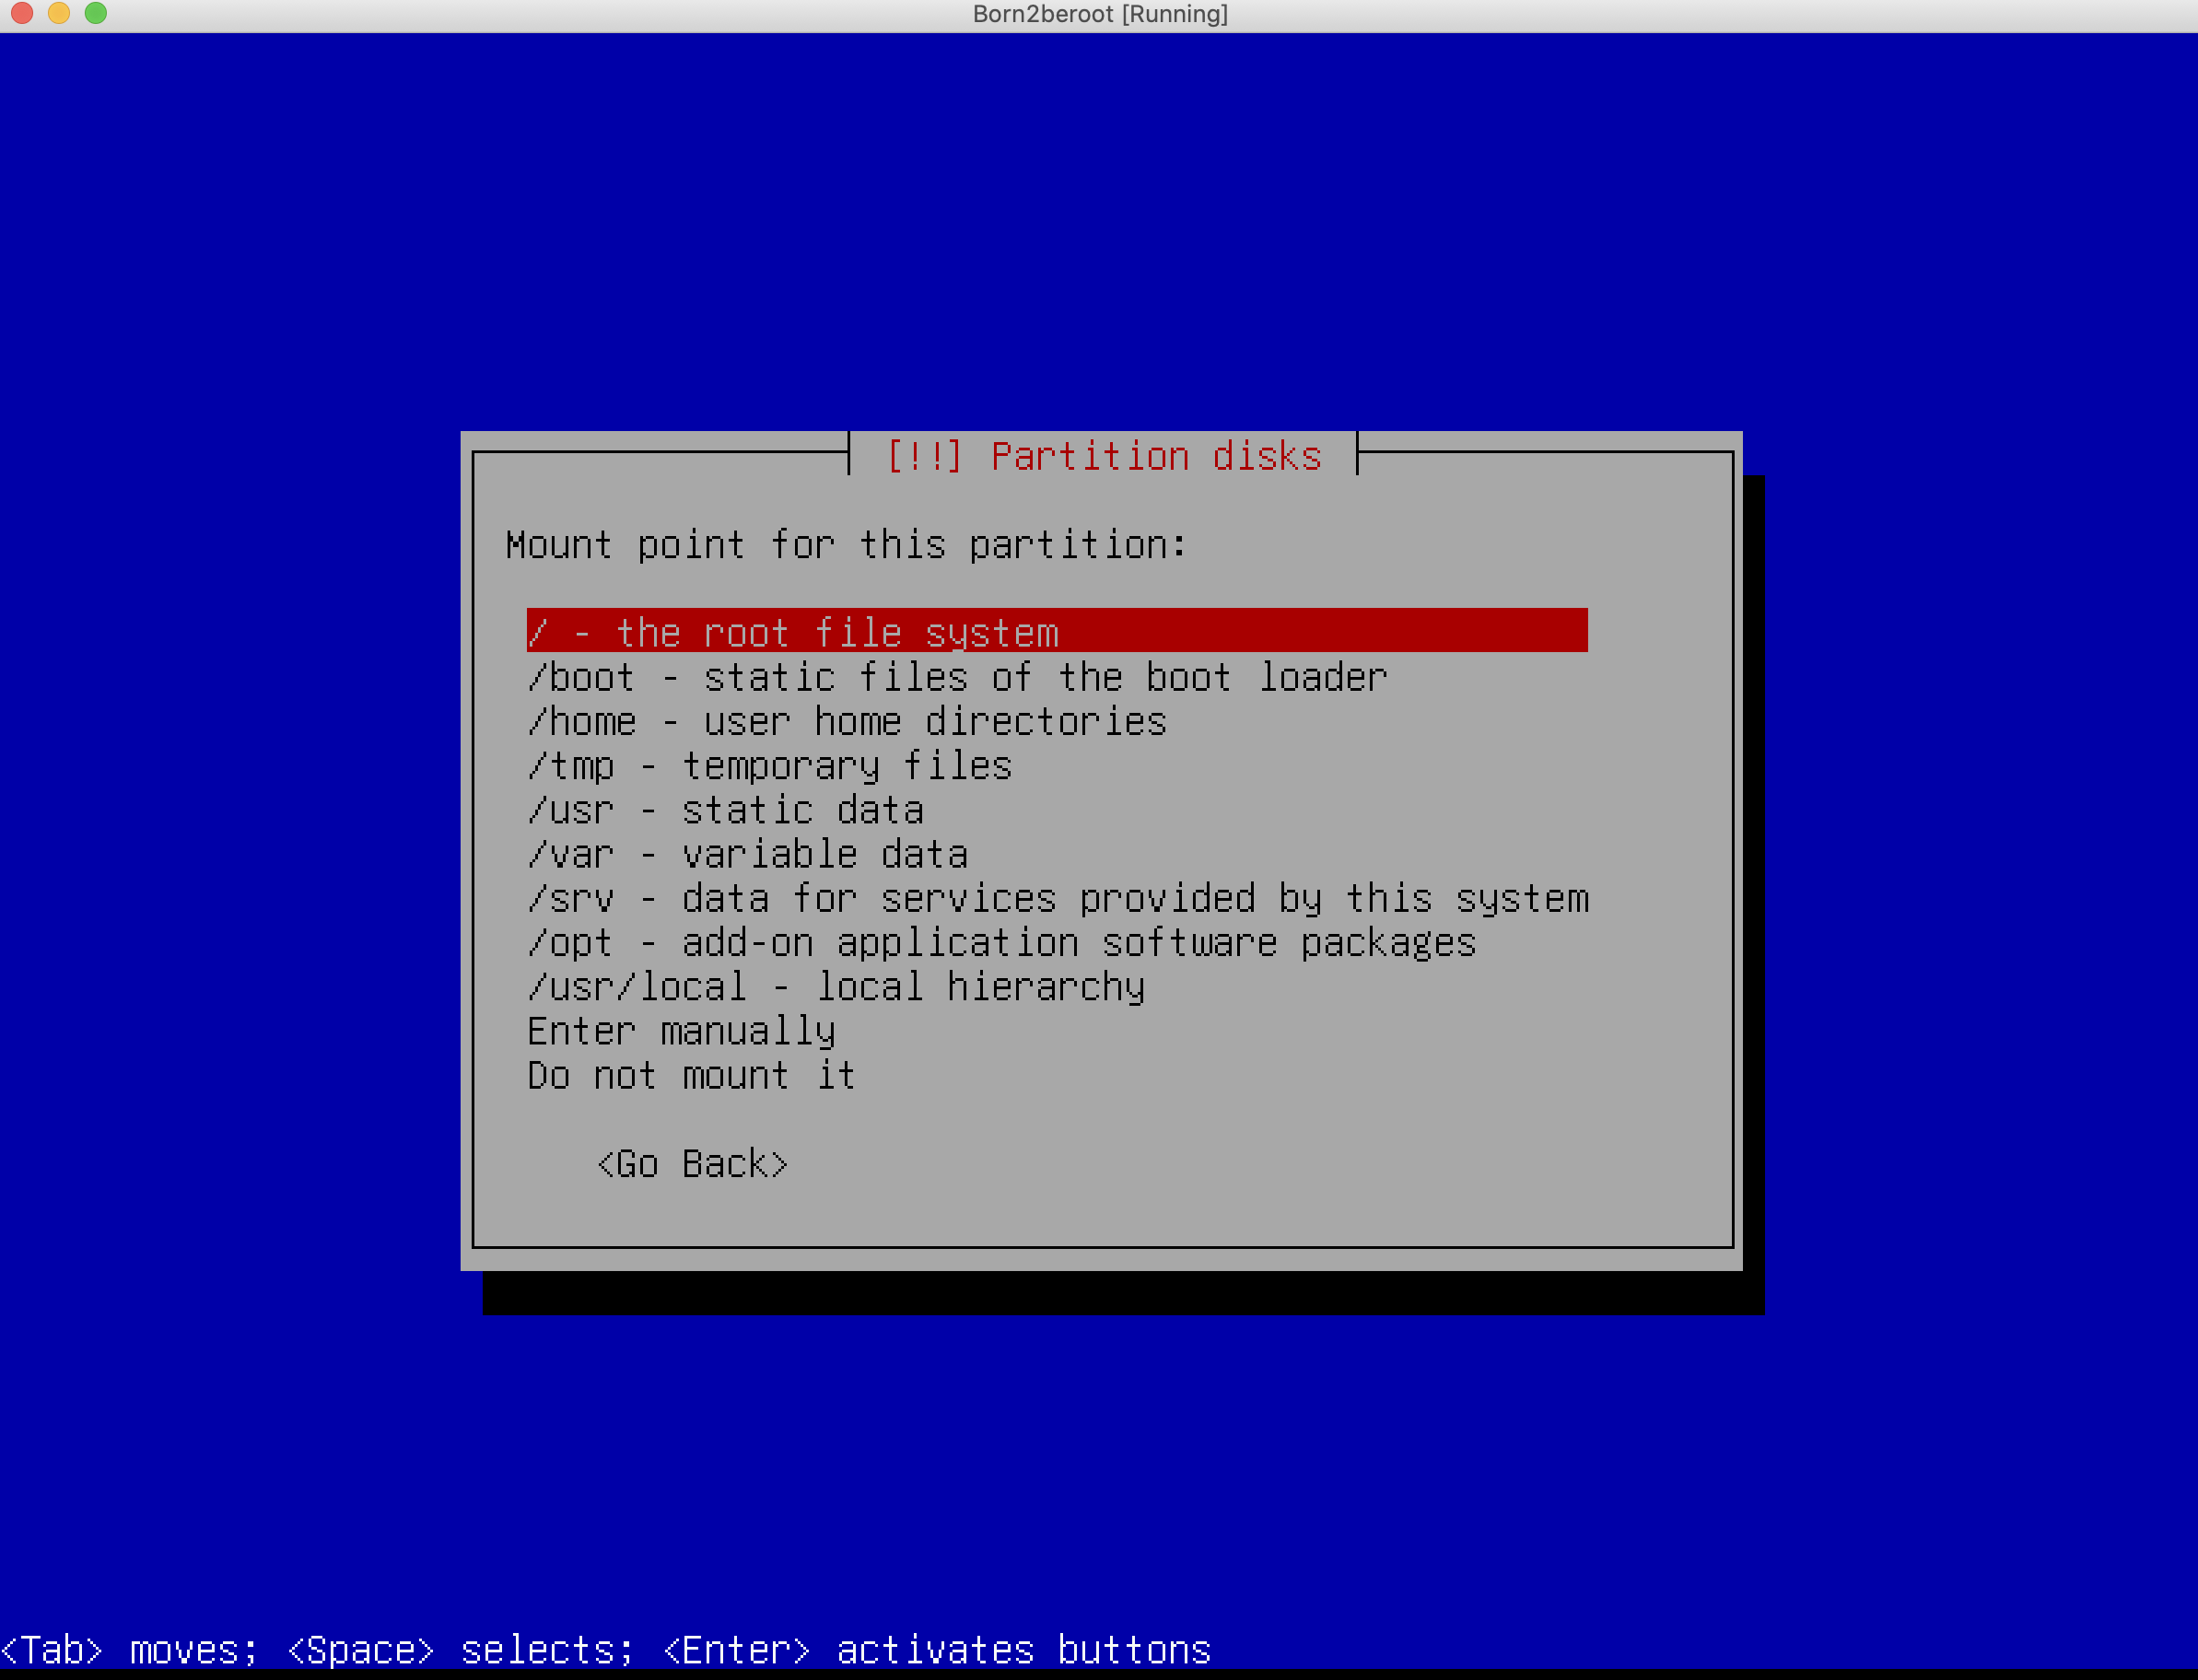 Born2beroot [Running]
[!!] Partition disks
Mount point for this partition:
/ - the root file system
/boot - static files of the boot loader
/home - user home directories
/tmp - temporary files
/usr - static data
/var - variable data
/srv - data for services provided by this system
/opt - add-on application software packages
/usr/local - local hierarchy
Enter manually
Do not mount it
<Go Back>
<Tab> moves; <Space> selects; <Enter> activates buttons